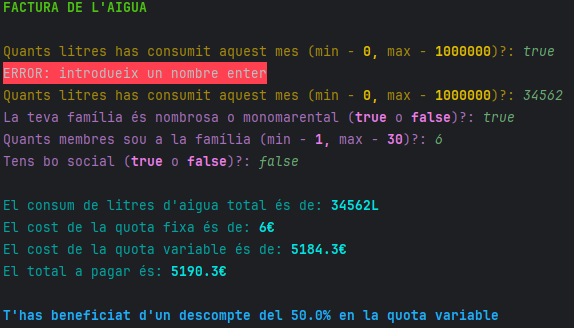 FACTURA DE L'AIGUA
Quants litres has consumit aquest mes (min - 0, max - 1000000)?: true
ERROR: introdueix un nombre enter
Quants litres has consumit aquest mes (min - 0, max - 1000000)?: 34562
La teva família és nombrosa o monomarental (true o false)?: true
Quants membres sou a la familia (min - 1, max - 30)?: 6
Tens bo social (true o false)?: false
El consum de litres d'aigua total és de: 34562L
El cost de la quota fixa és de: 6€
El cost de la quota variable és de: 5184.3€
El total a pagar és: 5190.3€
T'has beneficiat d'un descompte del 50.0% en la quota variable